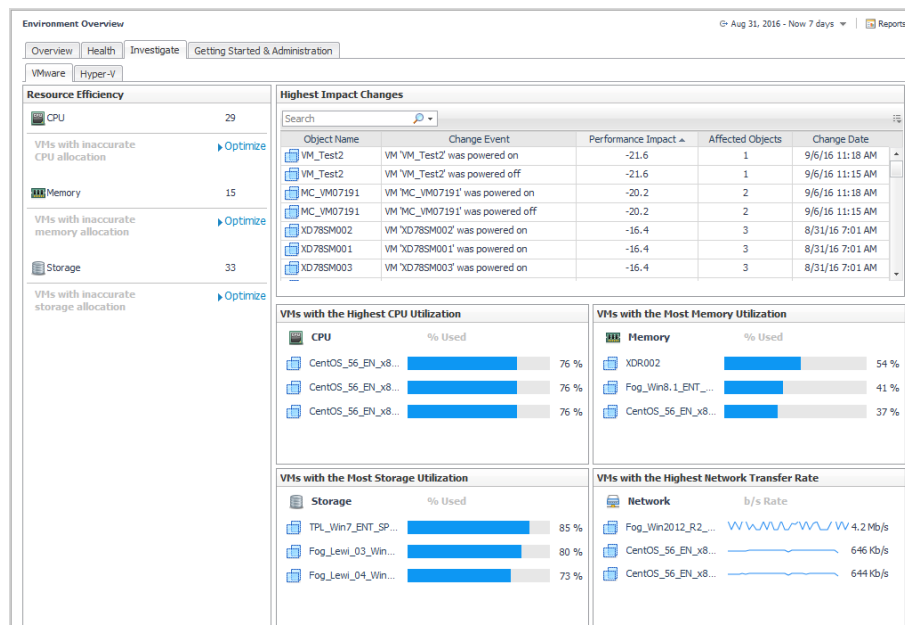 Environment Overview
Aug 31, 2016 - Now 7 days
Reports
Overview Health Investigate Getting Started & Administration
VMware Hyper-V
Resource Efficiency
CPU 29
VMs with inaccurate
CPU allocation
Optimize
Memory 15
VMs with inaccurate
memory allocation
Optimize
Storage 33
VMs with inaccurate
storage allocation
Optimize
Highest Impact Changes
Search
Object Name Change Event Performance Impact Affected Objects Change Date
VM_Test2 VM 'VM_Test2' was powered on -21.6 1 9/6/16 11:18 AM
VM_Test2 VM 'VM_Test2' was powered off -21.6 1 9/6/16 11:15 AM
MC_VM07191 VM 'MC_VM07191' was powered on -20.2 2 9/6/16 11:18 AM
MC_VM07191 VM 'MC_VM07191' was powered off -20.2 2 9/6/16 11:15 AM
XD78SM002 VM 'XD78SM002' was powered on -16.4 3 8/31/16 7:01 AM
XD78SM001 VM 'XD78SM001' was powered on -16.4 3 8/31/16 7:01 AM
XD78SM003 VM 'XD78SM003' was powered on -16.4 3 8/31/16 7:01 AM
VMs with the Highest CPU Utilization
CPU % Used
CentOS_56_EN_x8... 76 %
CentOS_56_EN_x8... 76 %
CentOS_56_EN_x8... 76 %
VMs with the Most Memory Utilization
Memory % Used
XDR002 54 %
Fog_Win8.1_ENT_... 41 %
CentOS_56_EN_x8... 37 %
VMs with the Most Storage Utilization
Storage % Used
TPL_Win7_ENT_SP... 85 %
Fog_Lewi_03_Win... 80 %
Fog_Lewi_04_Win... 73 %
VMs with the Highest Network Transfer Rate
Network b/s Rate
Fog_Win2012_R2_... 4.2 Mb/s
CentOS_56_EN_x8... 646 Kb/s
CentOS_56_EN_x8... 644 Kb/s